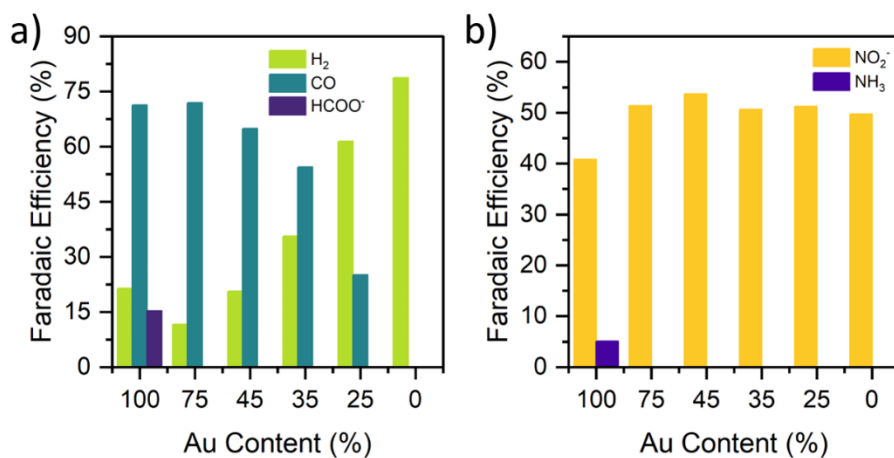 a)
Faradaic Efficiency (%)
90
75
60
45
30
15
0
H₂
CO
HCOO⁻
100 75 45 35 25 0
Au Content (%)
b)
Faradaic Efficiency (%)
60
50
40
30
20
10
0
NO₂⁻
NH₃
100 75 45 35 25 0
Au Content (%)